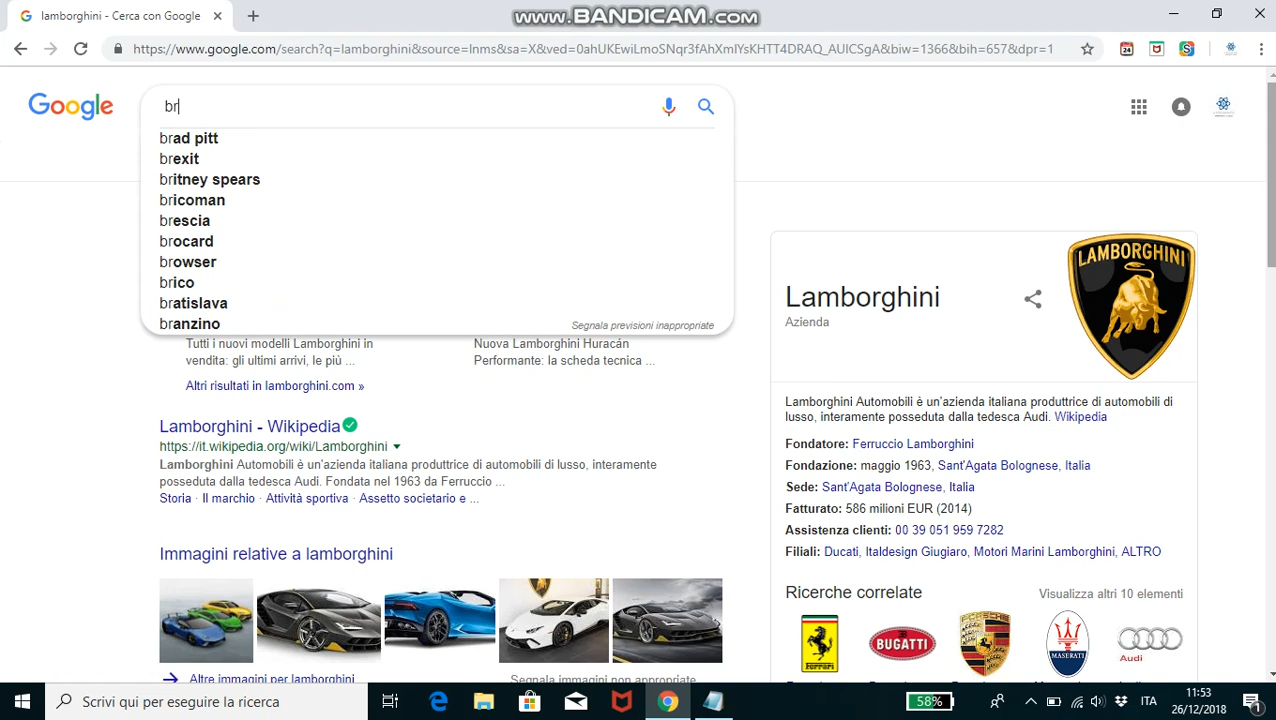 lamborghini - Cerca con Google
www.BANDICAM.com
https://www.google.com/search?q=lamborghini&source=lnms&sa=X&ved=0ahUKEwiLmoSNqr3fAhXmlYsKHTT4DRAQ_AUICSgA&biw=1366&bih=657&dpr=1
24
Google
br
brad pitt
brexit
britney spears
bricoman
brescia
brocard
browser
brico
bratislava
branzino
Segnala previsioni inappropriate
Tutti i nuovi modelli Lamborghini in
vendita: gli ultimi arrivi, le più ...
Nuova Lamborghini Huracán
Performante: la scheda tecnica ...
Altri risultati in lamborghini.com »
Lamborghini - Wikipedia
https://it.wikipedia.org/wiki/Lamborghini
Lamborghini Automobili è un'azienda italiana produttrice di automobili di lusso, interamente
posseduta dalla tedesca Audi. Fondata nel 1963 da Ferruccio ...
Storia · Il marchio · Attività sportiva · Assetto societario e ...
Immagini relative a lamborghini
Altre immagini per lamborghini
Segnala immagini non appropriate
LAMBORGHINI
Lamborghini
Azienda
Lamborghini Automobili è un'azienda italiana produttrice di automobili di
lusso, interamente posseduta dalla tedesca Audi. Wikipedia
Fondatore: Ferruccio Lamborghini
Fondazione: maggio 1963, Sant'Agata Bolognese, Italia
Sede: Sant'Agata Bolognese, Italia
Fatturato: 586 milioni EUR (2014)
Assistenza clienti: 00 39 051 959 7282
Filiali: Ducati, Italdesign Giugiaro, Motori Marini Lamborghini, ALTRO
Ricerche correlate
Visualizza altri 10 elementi
BUGATTI
MASERATI
Audi
Scrivi qui per eseguire la ricerca
58%
ITA
11:53
26/12/2018
1